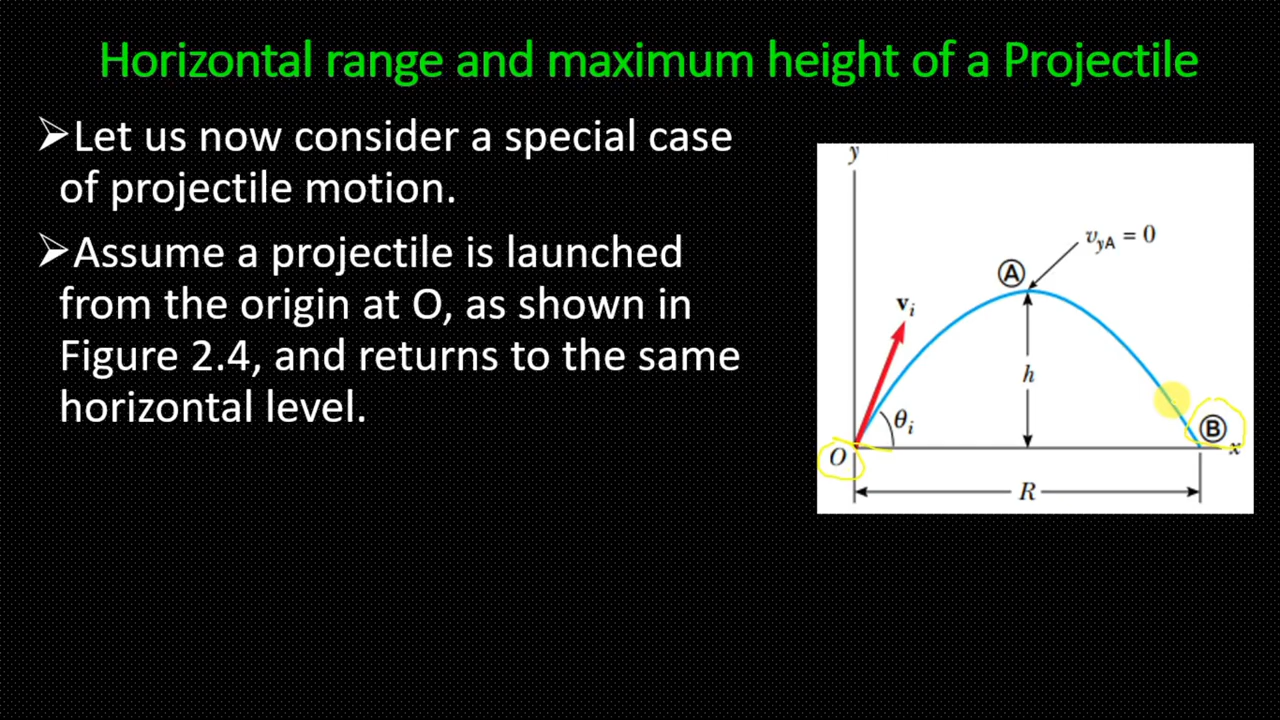 Horizontal range and maximum height of a Projectile
➢Let us now consider a special case
of projectile motion.
➢Assume a projectile is launched
from the origin at O, as shown in
Figure 2.4, and returns to the same
horizontal level.
y
v_yA = 0
A
v_i
h
θ_i
B
O
x
R